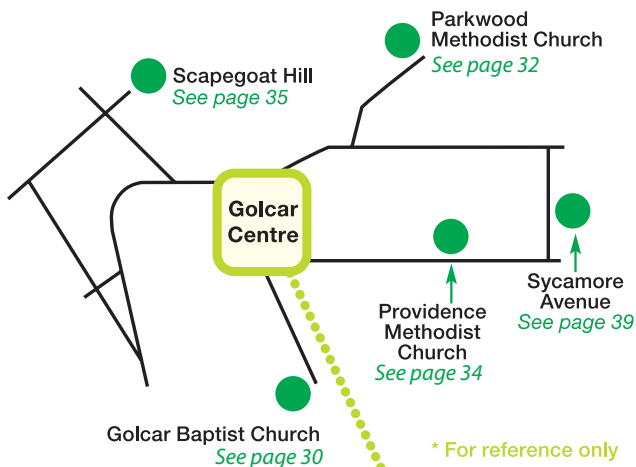 Parkwood
Methodist Church
See page 32
Scapegoat Hill
See page 35
Golcar
Centre
Sycamore
Avenue
See page 39
Providence
Methodist
Church
See page 34
Golcar Baptist Church
See page 30
* For reference only